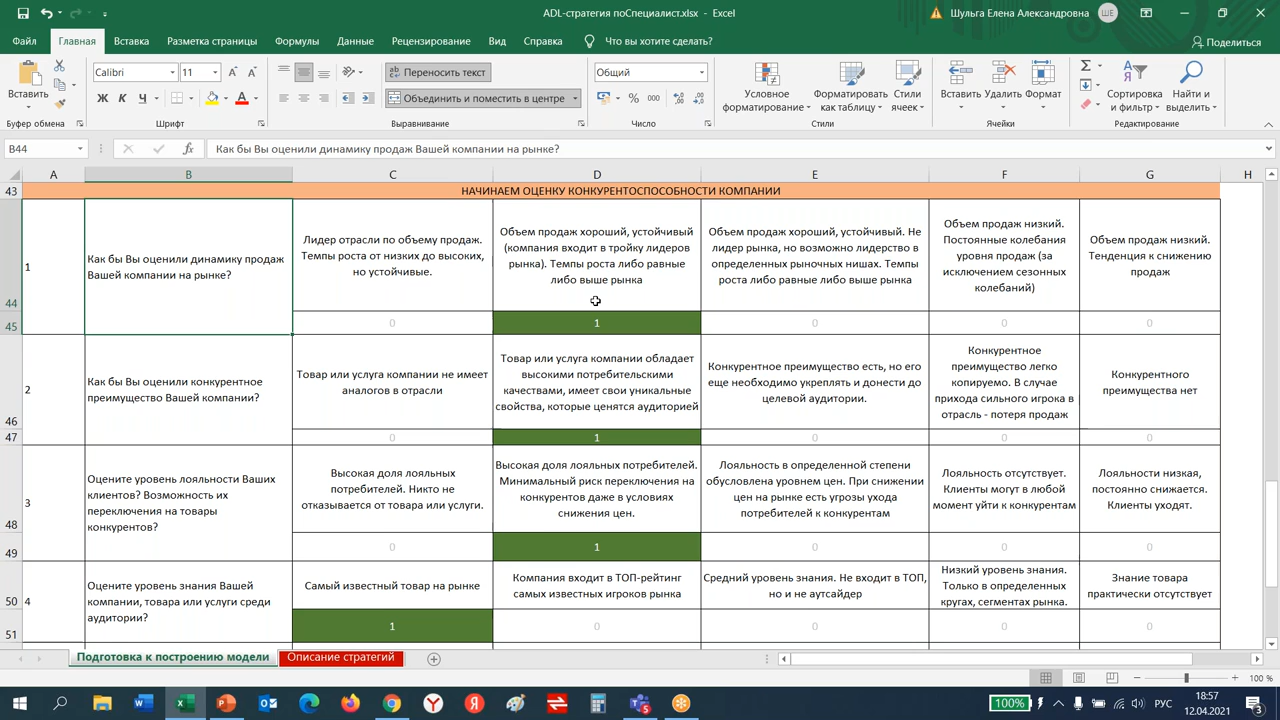 ADL-стратегия поСпециалист.xlsx - Excel
Шульга Елена Александровна
ШЕ
Файл
Главная
Вставка
Разметка страницы
Формулы
Данные
Рецензирование
Вид
Справка
Что вы хотите сделать?
Поделиться
Вставить
Calibri
11
Ж К Ч
Переносить текст
Объединить и поместить в центре
Общий
Условное
форматирование
Форматировать
как таблицу
Стили
ячеек
Вставить
Удалить
Формат
Сортировка
и фильтр
Найти и
выделить
Буфер обмена
Шрифт
Выравнивание
Число
Стили
Ячейки
Редактирование
B44
Как бы Вы оценили динамику продаж Вашей компании на рынке?
A B C D E F G H
43
НАЧИНАЕМ ОЦЕНКУ КОНКУРЕНТОСПОСОБНОСТИ КОМПАНИИ
44
1
Как бы Вы оценили динамику продаж
Вашей компании на рынке?
Лидер отрасли по объему продаж.
Темпы роста от низких до высоких,
но устойчивые.
Объем продаж хороший, устойчивый
(компания входит в тройку лидеров
рынка). Темпы роста либо равные
либо выше рынка
Объем продаж хороший, устойчивый. Не
лидер рынка, но возможно лидерство в
определенных рыночных нишах. Темпы
роста либо равные либо выше рынка
Объем продаж низкий.
Постоянные колебания
уровня продаж (за
исключением сезонных
колебаний)
Объем продаж низкий.
Тенденция к снижению
продаж
45
0 1 0 0 0
46
2
Как бы Вы оценили конкурентное
преимущество Вашей компании?
Товар или услуга компании не имеет
аналогов в отрасли
Товар или услуга компании обладает
высокими потребительскими
качествами, имеет свои уникальные
свойства, которые ценятся аудиторией
Конкурентное преимущество есть, но его
еще необходимо укреплять и донести до
целевой аудитории.
Конкурентное
преимущество легко
копируемо. В случае
прихода сильного игрока в
отрасль - потеря продаж
Конкурентного
преимущества нет
47
0 1 0 0 0
48
3
Оцените уровень лояльности Ваших
клиентов? Возможность их
переключения на товары
конкурентов?
Высокая доля лояльных
потребителей. Никто не
отказывается от товара или услуги.
Высокая доля лояльных потребителей.
Минимальный риск переключения на
конкурентов даже в условиях
снижения цен.
Лояльность в определенной степени
обусловлена уровнем цен. При снижении
цен на рынке есть угрозы ухода
потребителей к конкурентам
Лояльность отсутствует.
Клиенты могут в любой
момент уйти к конкурентам
Лояльности низкая,
постоянно снижается.
Клиенты уходят.
49
0 1 0 0 0
50
4
Оцените уровень знания Вашей
компании, товара или услуги среди
аудитории?
Самый известный товар на рынке
Компания входит в ТОП-рейтинг
самых известных игроков рынка
Средний уровень знания. Не входит в ТОП,
но и не аутсайдер
Низкий уровень знания.
Только в определенных
кругах, сегментах рынка.
Знание товара
практически отсутствует
51
1 0 0 0 0
Подготовка к построению модели
Описание стратегий
100 %
100%
РУС
18:57
12.04.2021